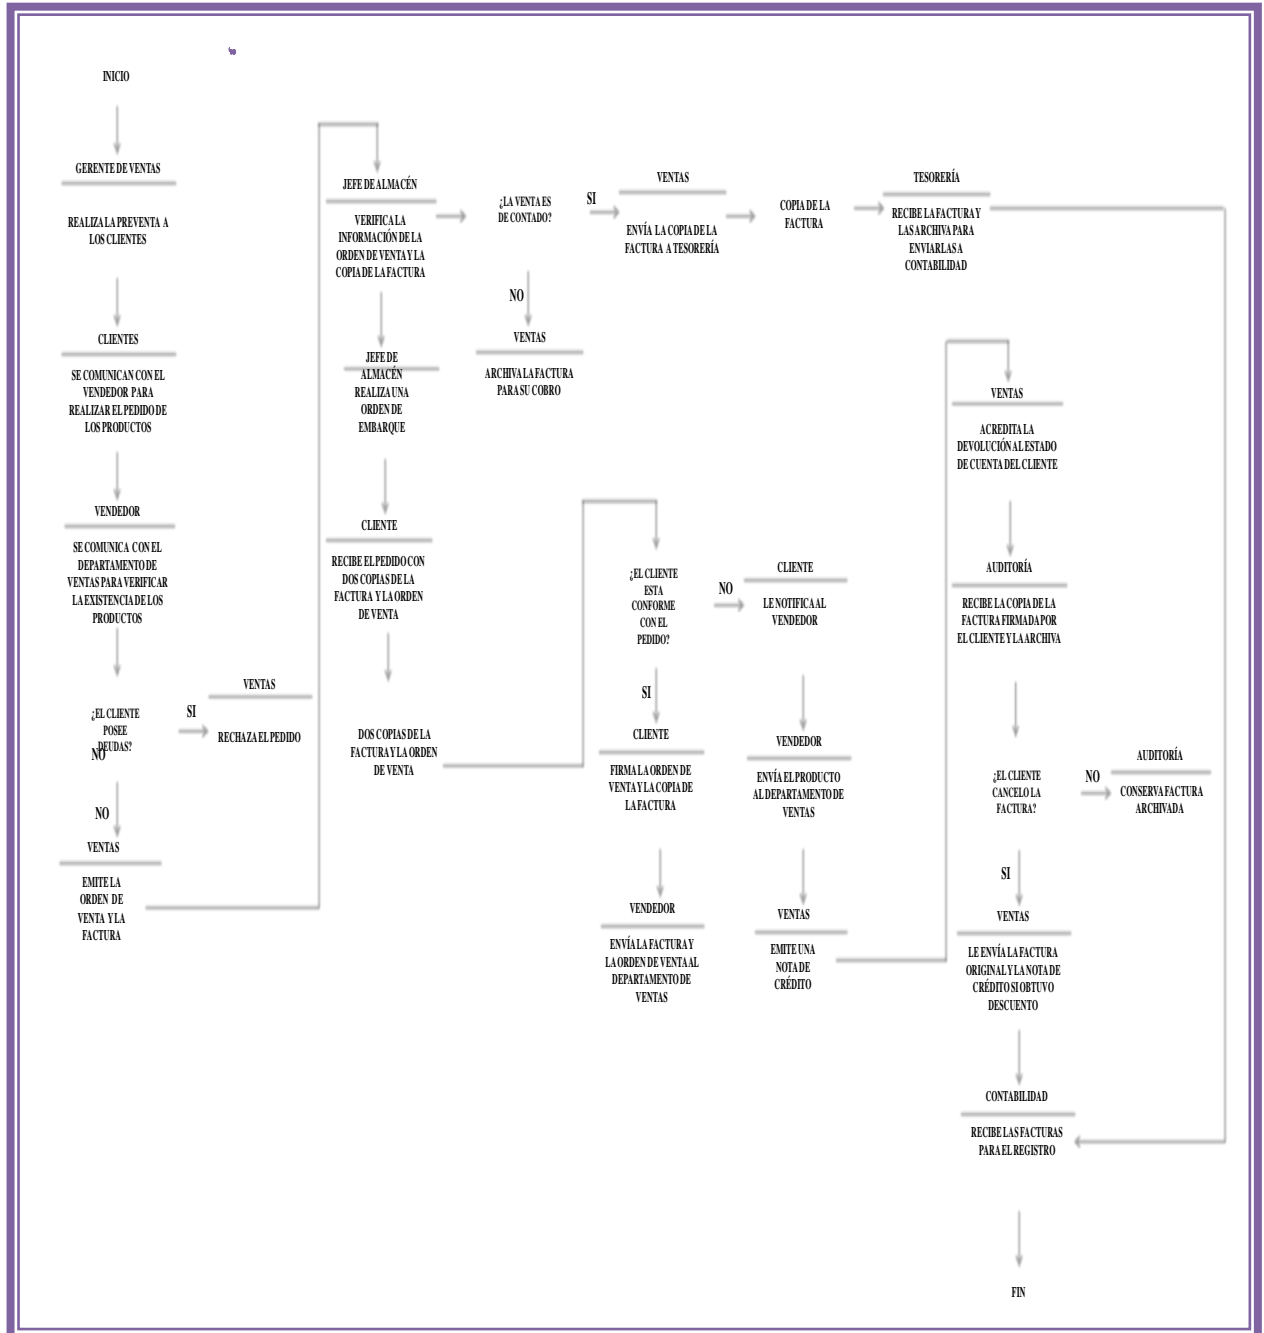 INICIO
GERENTE DE VENTAS
REALIZA LA PREVENTA A
LOS CLIENTES
CLIENTES
SE COMUNICAN CON EL
VENDEDOR PARA
REALIZAR EL PEDIDO DE
LOS PRODUCTOS
VENDEDOR
SE COMUNICA CON EL
DEPARTAMENTO DE
VENTAS PARA VERIFICAR
LA EXISTENCIA DE LOS
PRODUCTOS
¿EL CLIENTE
POSEE
DEUDAS?
NO
SI
VENTAS
RECHAZA EL PEDIDO
NO
VENTAS
EMITE LA
ORDEN DE
VENTA Y LA
FACTURA
JEFE DE ALMACÉN
VERIFICA LA
INFORMACIÓN DE LA
ORDEN DE VENTA Y LA
COPIA DE LA FACTURA
JEFE DE
ALMACÉN
REALIZA UNA
ORDEN DE
EMBARQUE
CLIENTE
RECIBE EL PEDIDO CON
DOS COPIAS DE LA
FACTURA Y LA ORDEN
DE VENTA
DOS COPIAS DE LA
FACTURA Y LA ORDEN
DE VENTA
¿LA VENTA ES
DE CONTADO?
SI
VENTAS
ENVÍA LA COPIA DE LA
FACTURA A TESORERÍA
COPIA DE LA
FACTURA
TESORERÍA
RECIBE LA FACTURA Y
LAS ARCHIVA PARA
ENVIARLAS A
CONTABILIDAD
NO
VENTAS
ARCHIVA LA FACTURA
PARA SU COBRO
¿EL CLIENTE
ESTA
CONFORME
CON EL
PEDIDO?
NO
CLIENTE
LE NOTIFICA AL
VENDEDOR
SI
CLIENTE
FIRMA LA ORDEN DE
VENTA Y LA COPIA DE
LA FACTURA
VENDEDOR
ENVÍA LA FACTURA Y
LA ORDEN DE VENTA AL
DEPARTAMENTO DE
VENTAS
VENDEDOR
ENVÍA EL PRODUCTO
AL DEPARTAMENTO DE
VENTAS
VENTAS
EMITE UNA
NOTA DE
CRÉDITO
VENTAS
ACREDITA LA
DEVOLUCIÓN AL ESTADO
DE CUENTA DEL CLIENTE
AUDITORÍA
RECIBE LA COPIA DE LA
FACTURA FIRMADA POR
EL CLIENTE Y LA ARCHIVA
¿EL CLIENTE
CANCELO LA
FACTURA?
NO
AUDITORÍA
CONSERVA FACTURA
ARCHIVADA
SI
VENTAS
LE ENVÍA LA FACTURA
ORIGINAL Y LA NOTA DE
CRÉDITO SI OBTUVO
DESCUENTO
CONTABILIDAD
RECIBE LAS FACTURAS
PARA EL REGISTRO
FIN